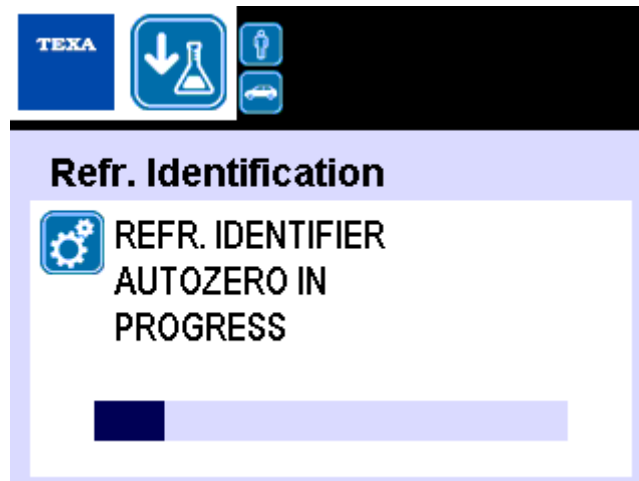 TEXA
Refr. Identification
REFR. IDENTIFIER
AUTOZERO IN
PROGRESS